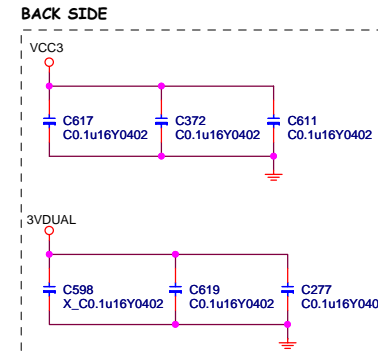 BACK SIDE
VCC3
C617 C372 C611
C0.1u16Y0402 C0.1u16Y0402 C0.1u16Y0402
3VDUAL
C598 C619 C277
X_C0.1u16Y0402 C0.1u16Y0402 C0.1u16Y040